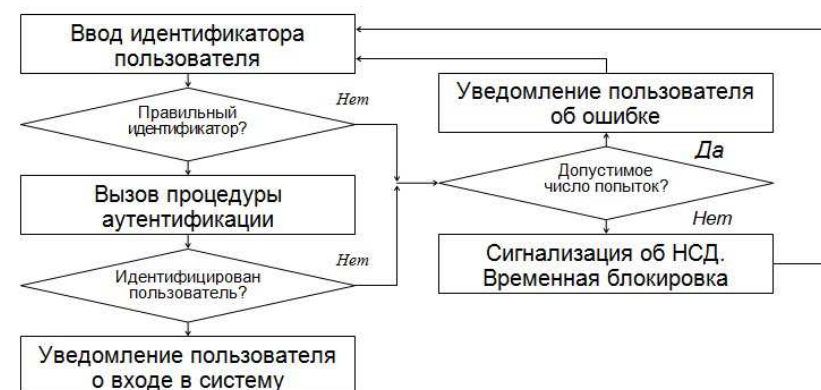 Ввод идентификатора
пользователя
Правильный
идентификатор?
Нет
Вызов процедуры
аутентификации
Идентифицирован
пользователь?
Нет
Уведомление пользователя
о входе в систему
Уведомление пользователя
об ошибке
Да
Допустимое
число попыток?
Нет
Сигнализация об НСД.
Временная блокировка